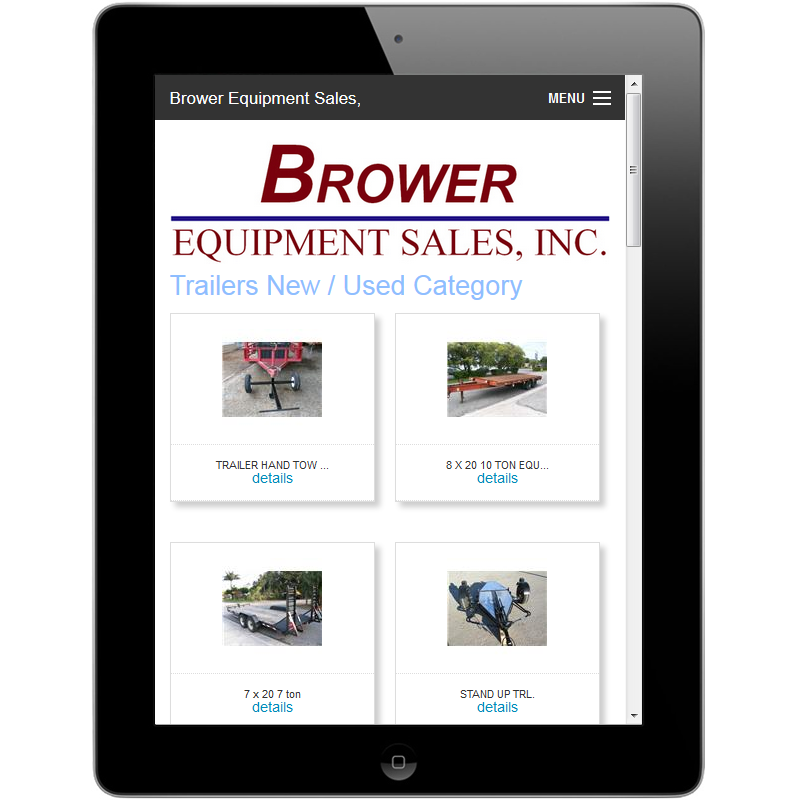 Brower Equipment Sales,
MENU
BROWER
EQUIPMENT SALES, INC.
Trailers New / Used Category
TRAILER HAND TOW ...
details
8 X 20 10 TON EQU...
details
7 x 20 7 ton
details
STAND UP TRL.
details